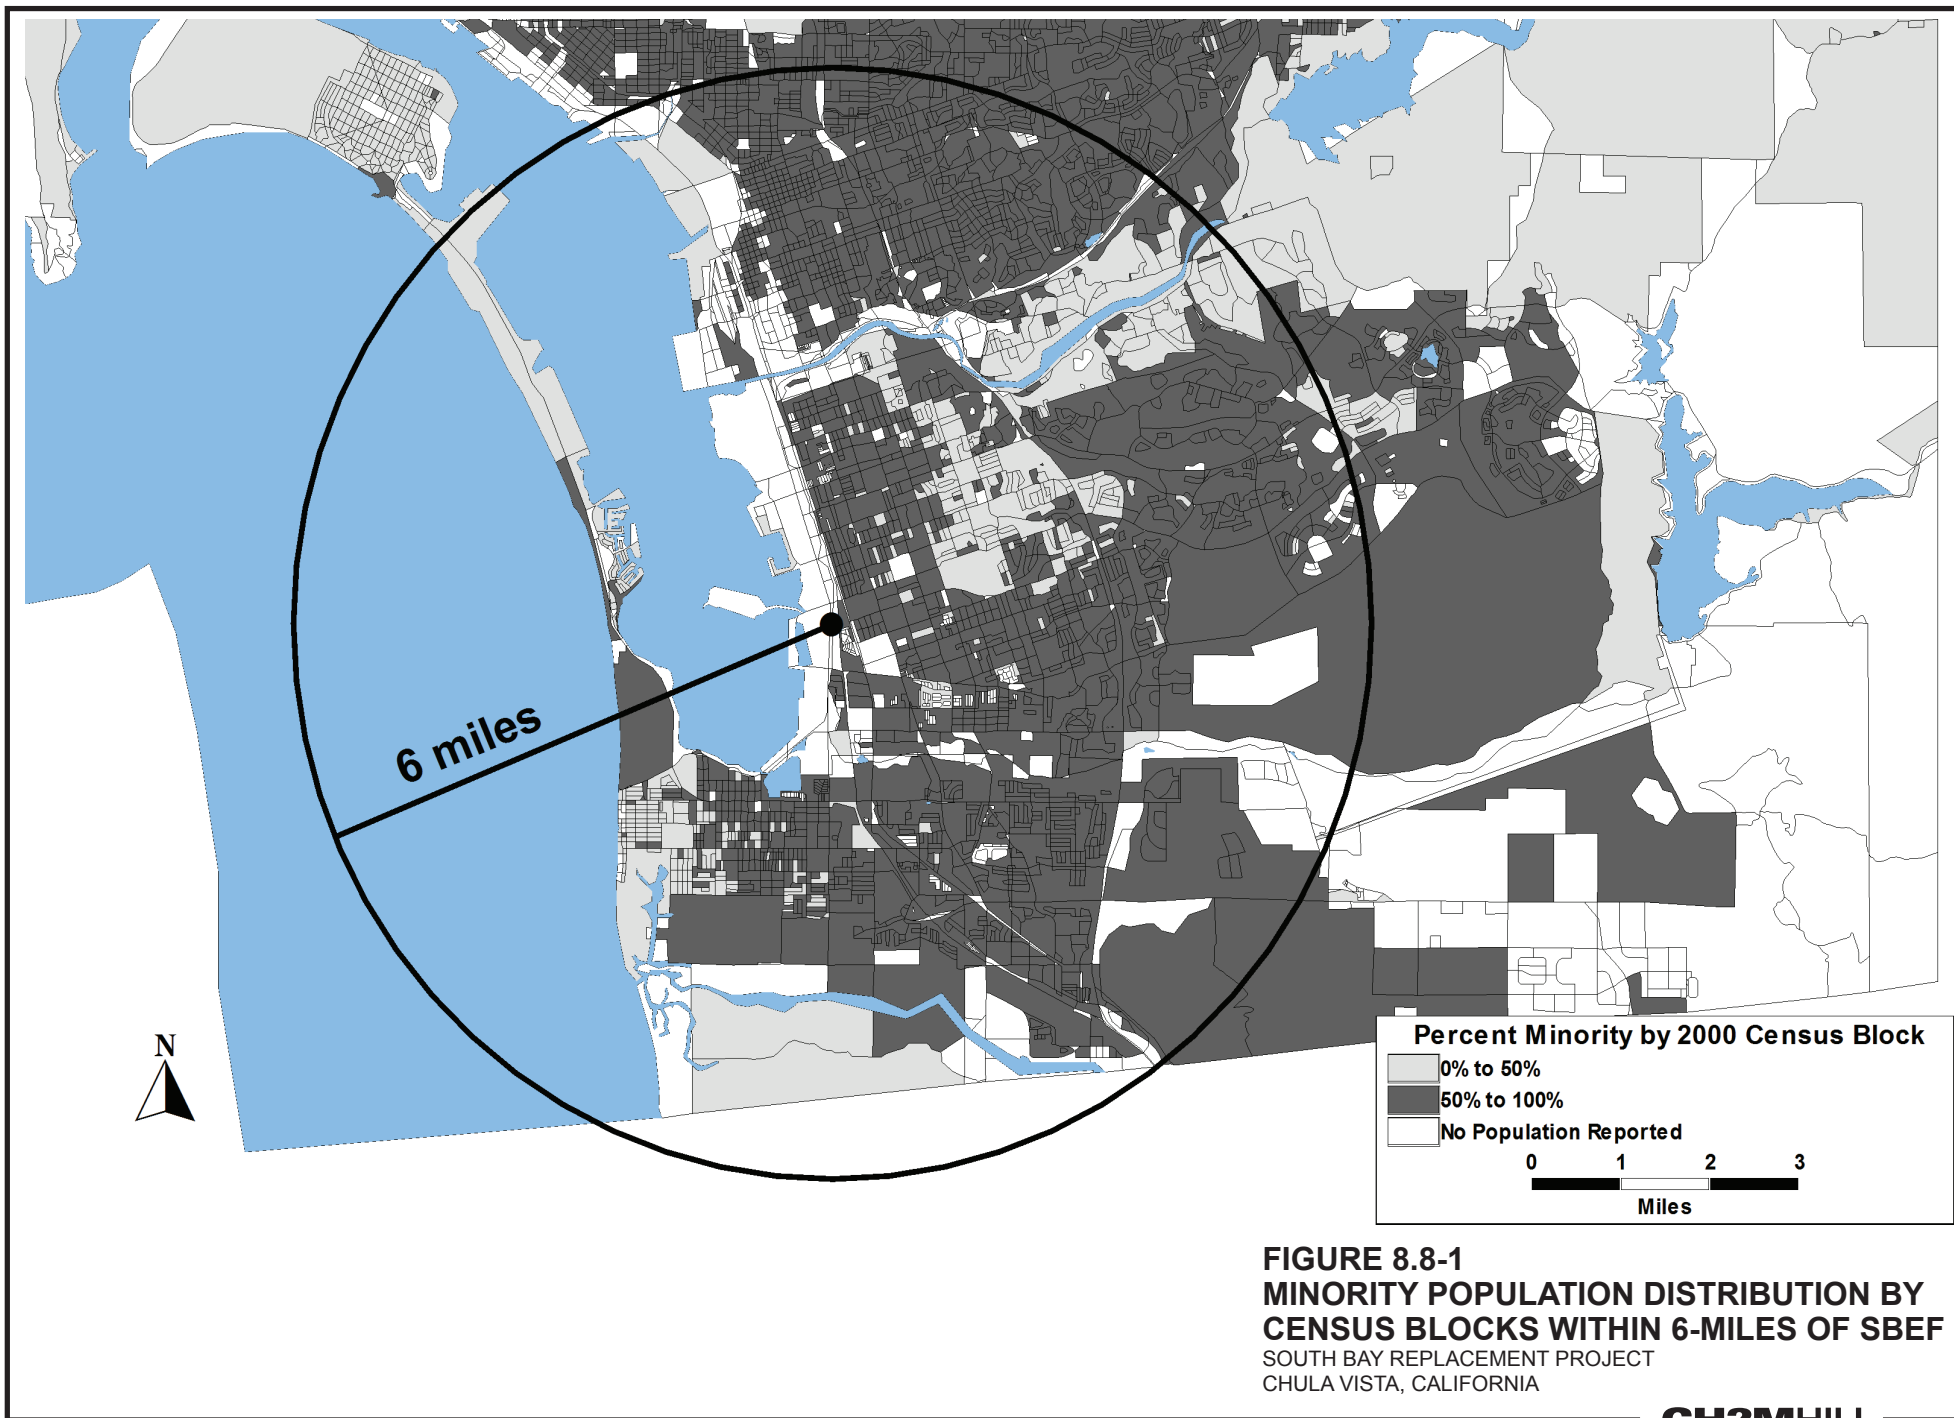 6 miles
N
Percent Minority by 2000 Census Block
0% to 50%
50% to 100%
No Population Reported
0 1 2 3
Miles
FIGURE 8.8-1
MINORITY POPULATION DISTRIBUTION BY
CENSUS BLOCKS WITHIN 6-MILES OF SBEF
SOUTH BAY REPLACEMENT PROJECT
CHULA VISTA, CALIFORNIA
CH2MHILL